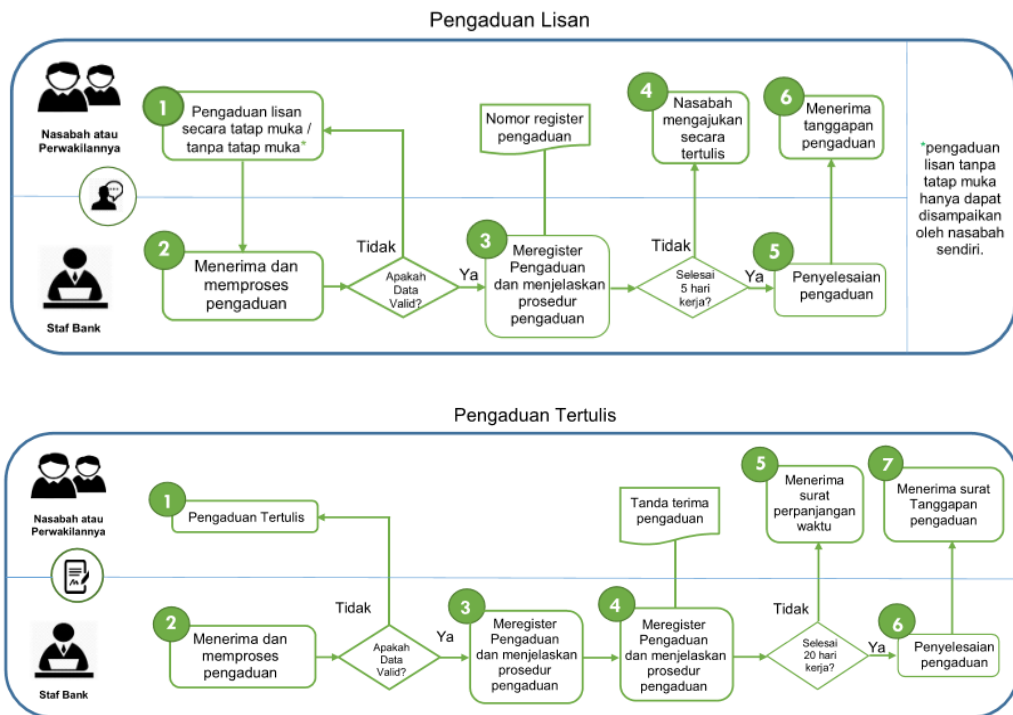 Pengaduan Lisan
Nasabah atau
Perwakilannya
1
Pengaduan lisan
secara tatap muka /
tanpa tatap muka*
Nomor register
pengaduan
4
Nasabah
mengajukan
secara
tertulis
6
Menerima
tanggapan
pengaduan
*pengaduan
lisan tanpa
tatap muka
hanya dapat
disampaikan
oleh nasabah
sendiri.
Staf Bank
2
Menerima dan
memproses
pengaduan
Tidak
Apakah
Data
Valid?
Ya
3
Meregister
Pengaduan
dan menjelaskan
prosedur
pengaduan
Tidak
Selesai
5 hari
kerja?
Ya
5
Penyelesaian
pengaduan
Pengaduan Tertulis
Nasabah atau
Perwakilannya
1
Pengaduan Tertulis
Tanda terima
pengaduan
5
Menerima
surat
perpanjangan
waktu
7
Menerima surat
Tanggapan
pengaduan
Staf Bank
2
Menerima dan
memproses
pengaduan
Tidak
Apakah
Data
Valid?
Ya
3
Meregister
Pengaduan
dan menjelaskan
prosedur
pengaduan
4
Meregister
Pengaduan
dan menjelaskan
prosedur
pengaduan
Tidak
Selesai
20 hari
kerja?
Ya
6
Penyelesaian
pengaduan